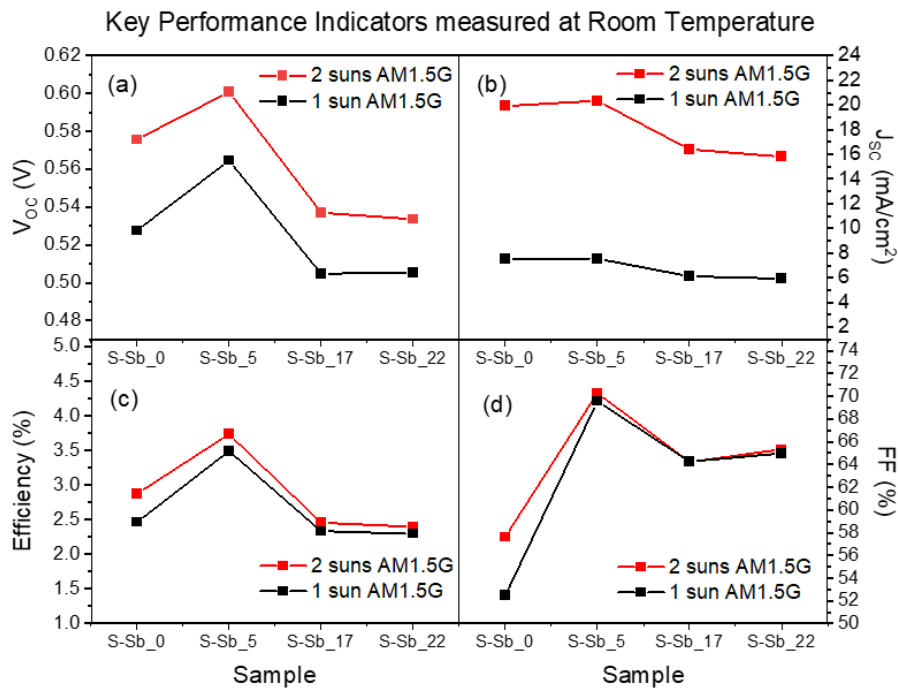 Key Performance Indicators measured at Room Temperature
(a)
2 suns AM1.5G
1 sun AM1.5G
V_OC (V)
0.62
0.60
0.58
0.56
0.54
0.52
0.50
0.48
S-Sb_0 S-Sb_5 S-Sb_17 S-Sb_22
(b)
2 suns AM1.5G
1 sun AM1.5G
J_SC (mA/cm²)
24
22
20
18
16
14
12
10
8
6
4
2
S-Sb_0 S-Sb_5 S-Sb_17 S-Sb_22
(c)
Efficiency (%)
5.0
4.5
4.0
3.5
3.0
2.5
2.0
1.5
1.0
2 suns AM1.5G
1 sun AM1.5G
S-Sb_0 S-Sb_5 S-Sb_17 S-Sb_22
Sample
(d)
FF (%)
74
72
70
68
66
64
62
60
58
56
54
52
50
2 suns AM1.5G
1 sun AM1.5G
S-Sb_0 S-Sb_5 S-Sb_17 S-Sb_22
Sample